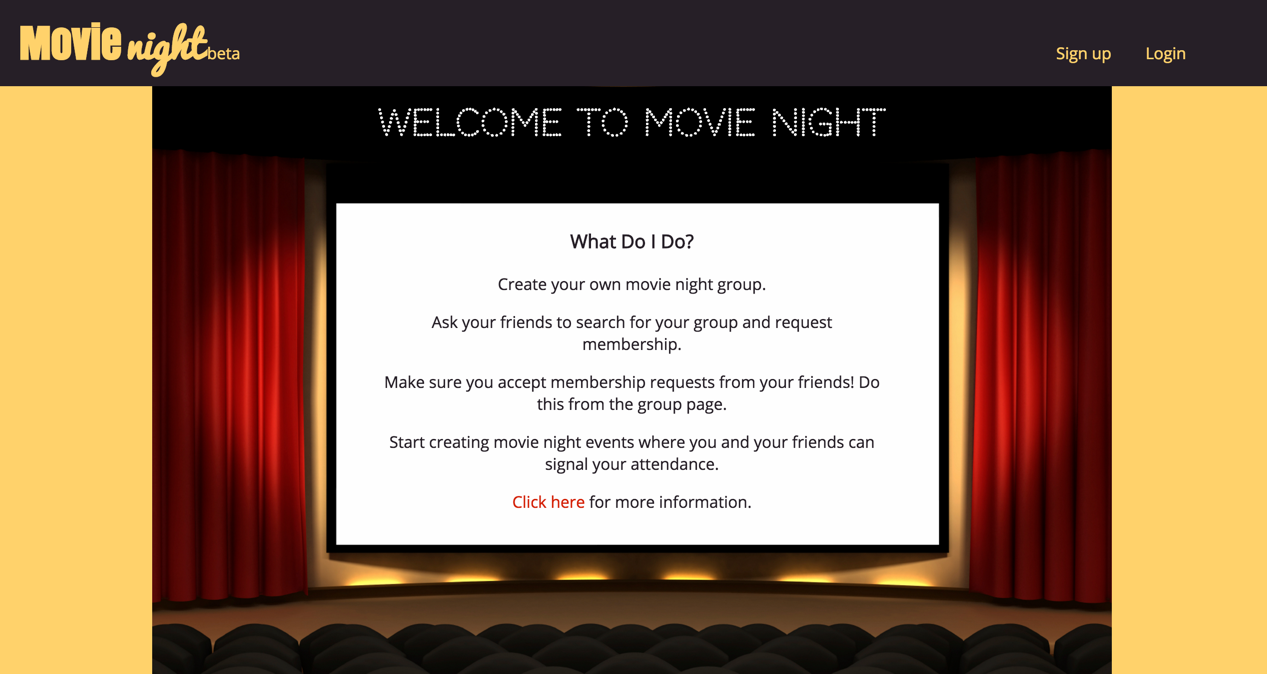 Movie night beta
Sign up Login
WELCOME TO MOVIE NIGHT
What Do I Do?
Create your own movie night group.
Ask your friends to search for your group and request
membership.
Make sure you accept membership requests from your friends! Do
this from the group page.
Start creating movie night events where you and your friends can
signal your attendance.
Click here for more information.